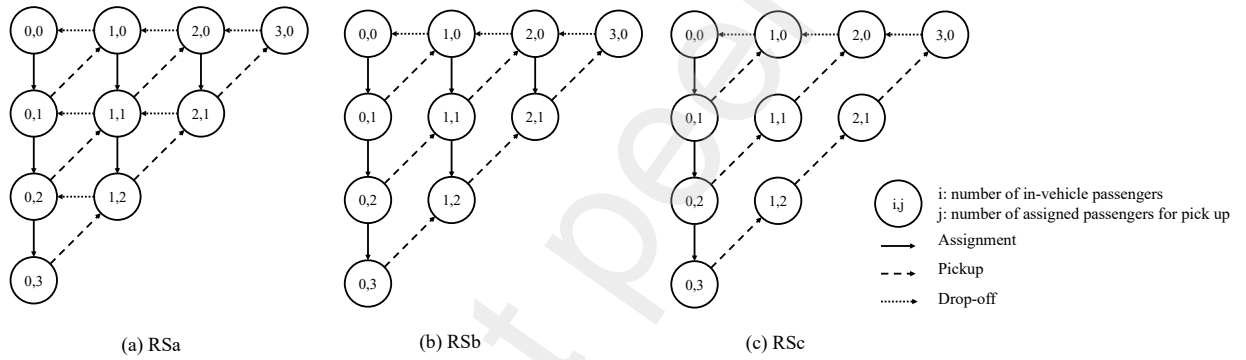 0,0 1,0 2,0 3,0 0,0 1,0 2,0 3,0 0,0 1,0 2,0 3,0
0,1 1,1 2,1 0,1 1,1 2,1 0,1 1,1 2,1
0,2 1,2 0,2 1,2 0,2 1,2
i,j
i: number of in-vehicle passengers
j: number of assigned passengers for pick up
Assignment
Pickup
Drop-off
0,3 0,3 0,3
(a) RSa (b) RSb (c) RSc
t peer